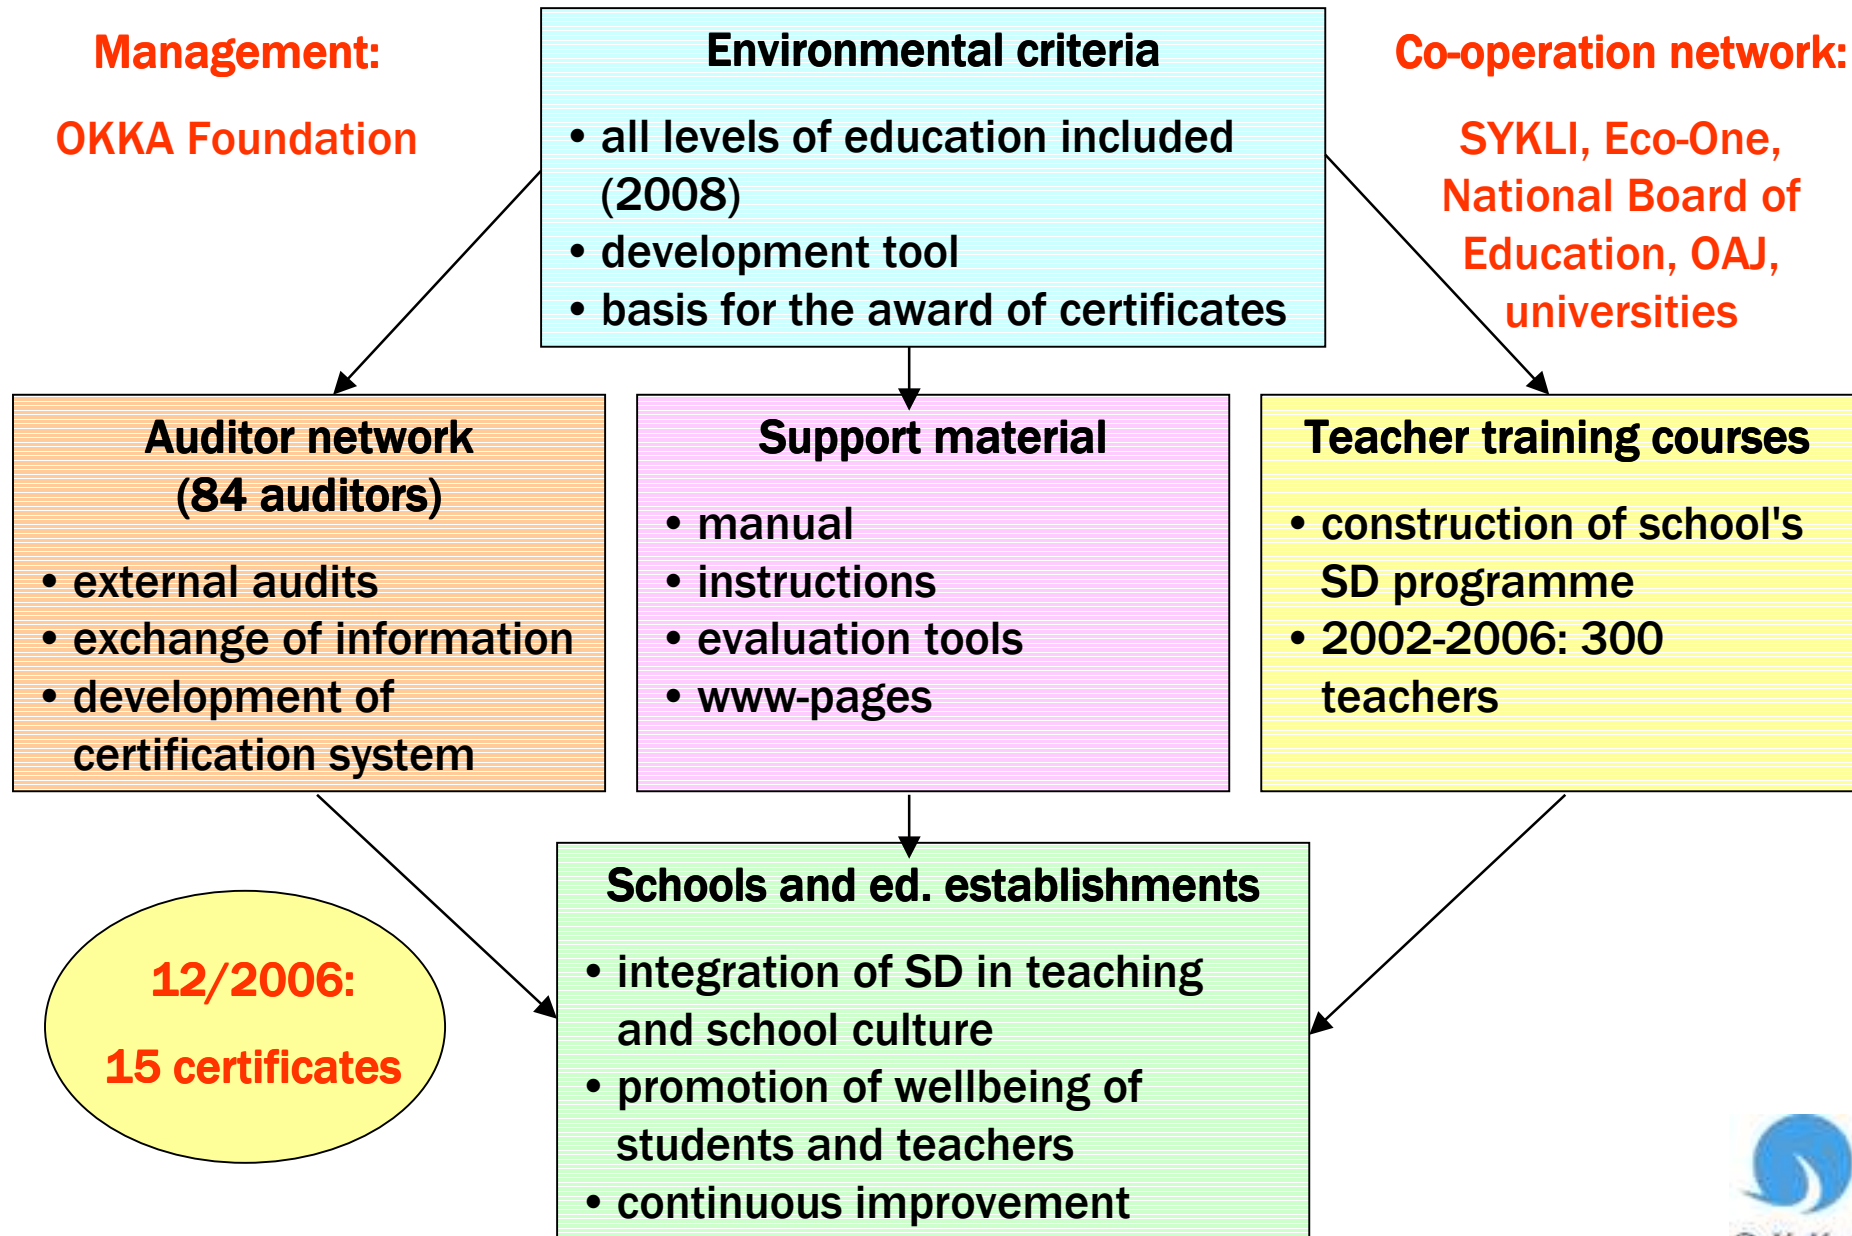 Management:
OKKA Foundation
Environmental criteria
• all levels of education included
(2008)
• development tool
• basis for the award of certificates
Co-operation network:
SYKLI, Eco-One,
National Board of
Education, OAJ,
universities
Auditor network
(84 auditors)
• external audits
• exchange of information
• development of
certification system
Support material
• manual
• instructions
• evaluation tools
• www-pages
Teacher training courses
• construction of school's
SD programme
• 2002-2006: 300
teachers
12/2006:
15 certificates
Schools and ed. establishments
• integration of SD in teaching
and school culture
• promotion of wellbeing of
students and teachers
• continuous improvement